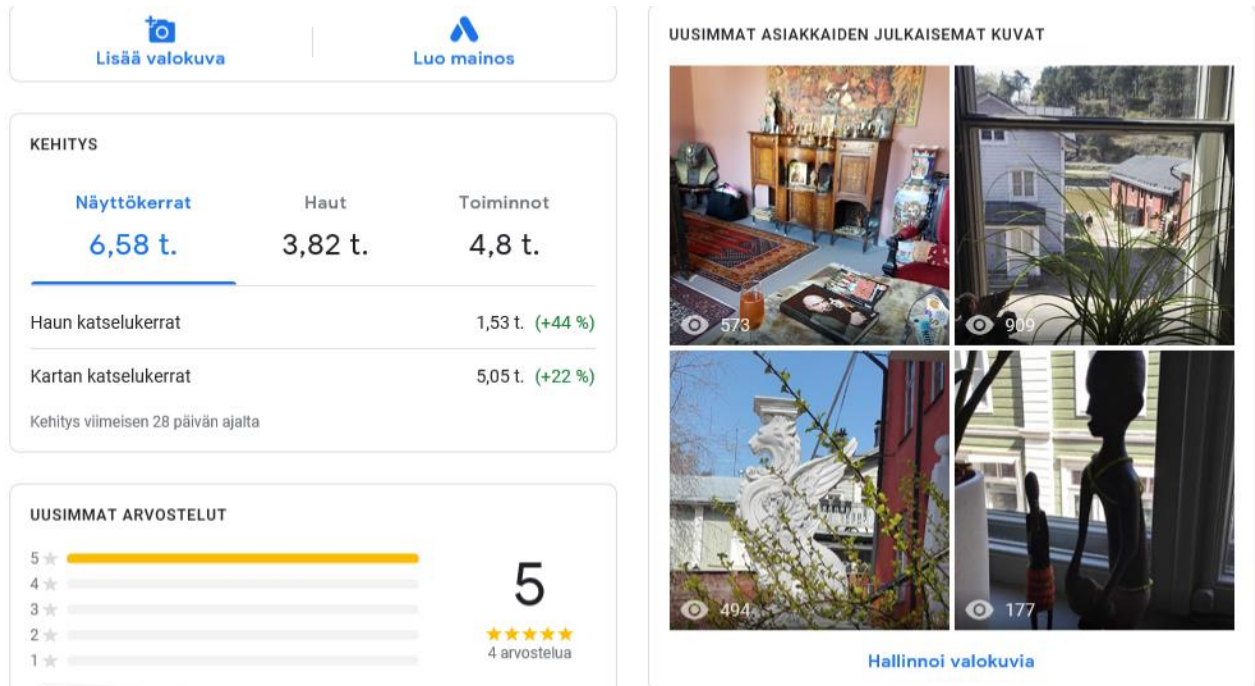 Lisää valokuva
Luo mainos
KEHITYS
Näyttökerrat
Haut
Toiminnot
6,58 t.
3,82 t.
4,8 t.
Haun katselukerrat
1,53 t. (+44 %)
Kartan katselukerrat
5,05 t. (+22 %)
Kehitys viimeisen 28 päivän ajalta
UUSIMMAT ARVOSTELUT
5
4
3
2
1
5
4 arvostelua
UUSIMMAT ASIAKKAIDEN JULKAISEMAT KUVAT
573
909
494
177
Hallinnoi valokuvia